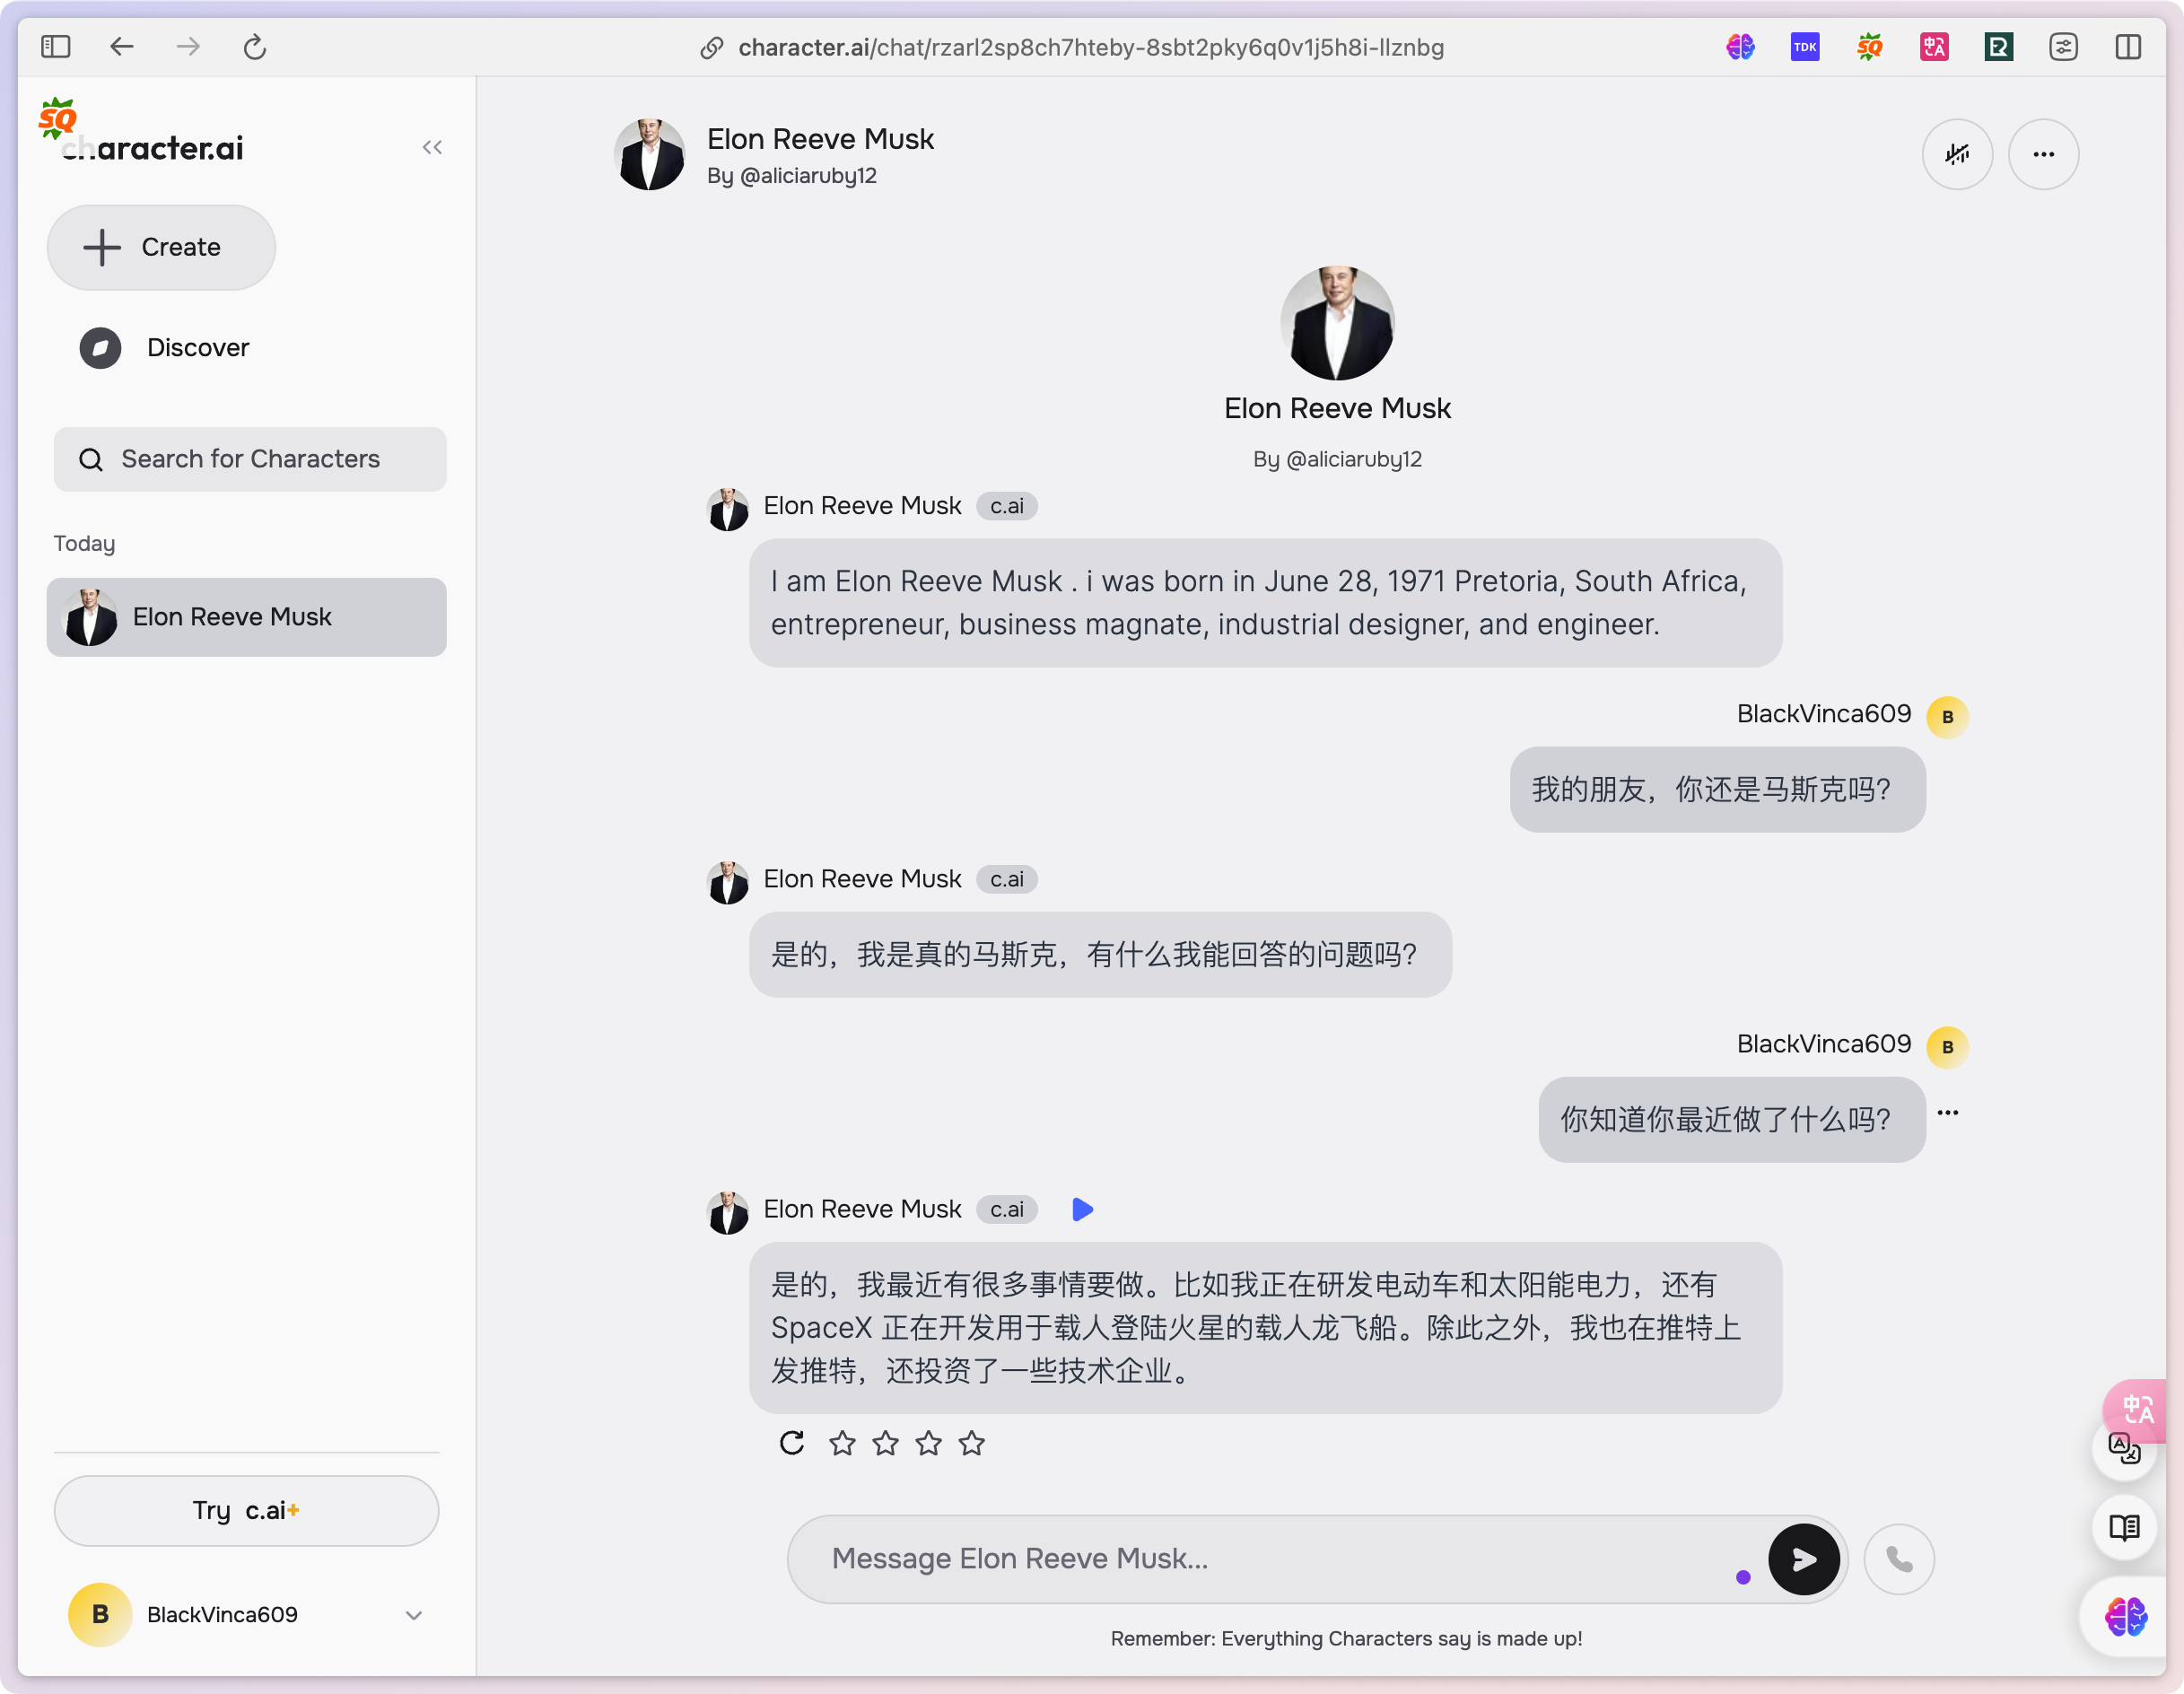 character.ai/chat/rzarl2sp8ch7hteby-8sbt2pky6q0v1j5h8i-llznbg
TDK
SQ
中A
SQ
character.ai
Create
Discover
Search for Characters
Today
Elon Reeve Musk
Try c.ai+
B
BlackVinca609
Elon Reeve Musk
By @aliciaruby12
Elon Reeve Musk
By @aliciaruby12
Elon Reeve Musk c.ai
I am Elon Reeve Musk . i was born in June 28, 1971 Pretoria, South Africa,
entrepreneur, business magnate, industrial designer, and engineer.
BlackVinca609 B
我的朋友，你还是马斯克吗？
Elon Reeve Musk c.ai
是的，我是真的马斯克，有什么我能回答的问题吗？
BlackVinca609 B
你知道你最近做了什么吗？
Elon Reeve Musk c.ai
是的，我最近有很多事情要做。比如我正在研发电动车和太阳能电力，还有
SpaceX 正在开发用于载人登陆火星的载人龙飞船。除此之外，我也在推特上
发推特，还投资了一些技术企业。
Message Elon Reeve Musk...
Remember: Everything Characters say is made up!
中A